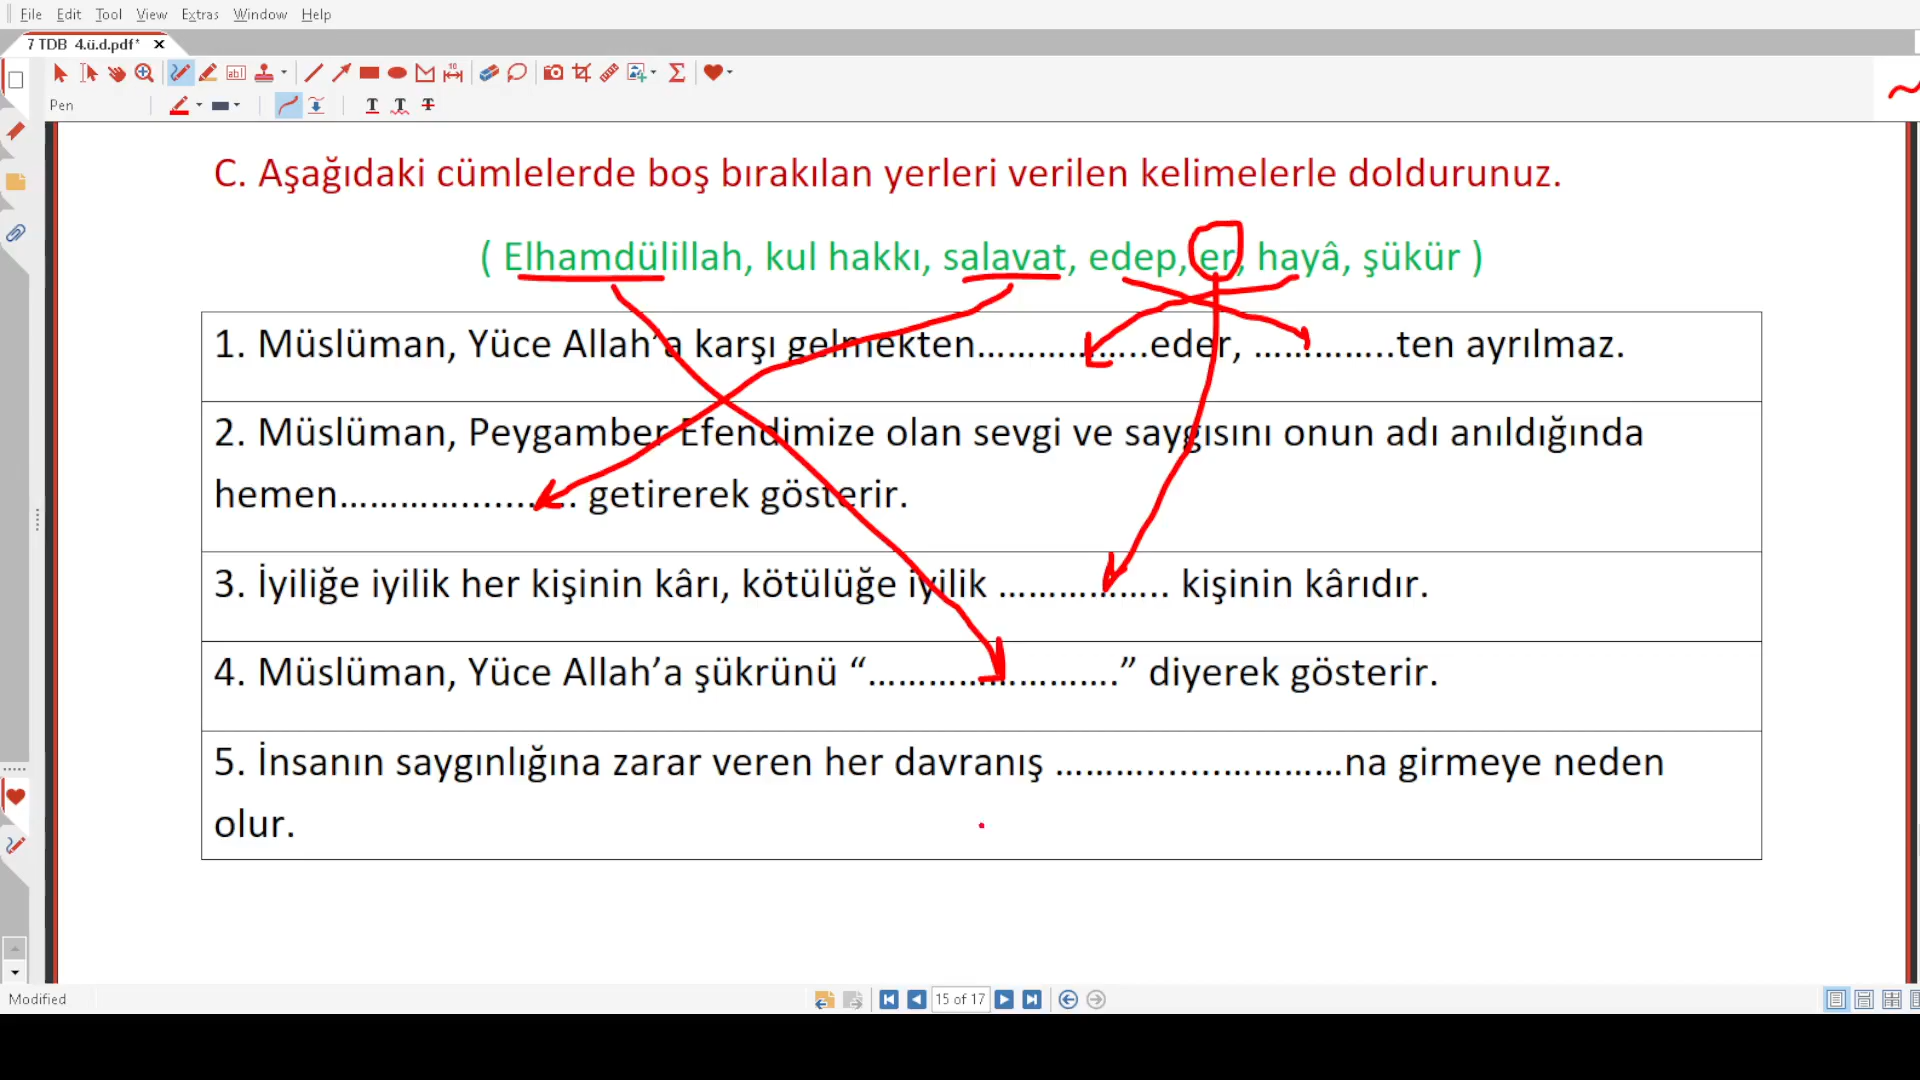 File Edit Tool View Extras Window Help
7 TDB 4.ü.d.pdf* x
Pen
C. Aşağıdaki cümlelerde boş bırakılan yerleri verilen kelimelerle doldurunuz.
( Elhamdülillah, kul hakkı, salavat, edep, er, hayâ, şükür )
1. Müslüman, Yüce Allah’a karşı gelmekten……………..eder, …………..ten ayrılmaz.
2. Müslüman, Peygamber Efendimize olan sevgi ve saygısını onun adı anıldığında
hemen…………......….. getirerek gösterir.
3. İyiliğe iyilik her kişinin kârı, kötülüğe iyilik …………….. kişinin kârıdır.
4. Müslüman, Yüce Allah’a şükrünü “…………………….” diyerek gösterir.
5. İnsanın saygınlığına zarar veren her davranış ………......…………na girmeye neden
olur.
Modified 15 of 17